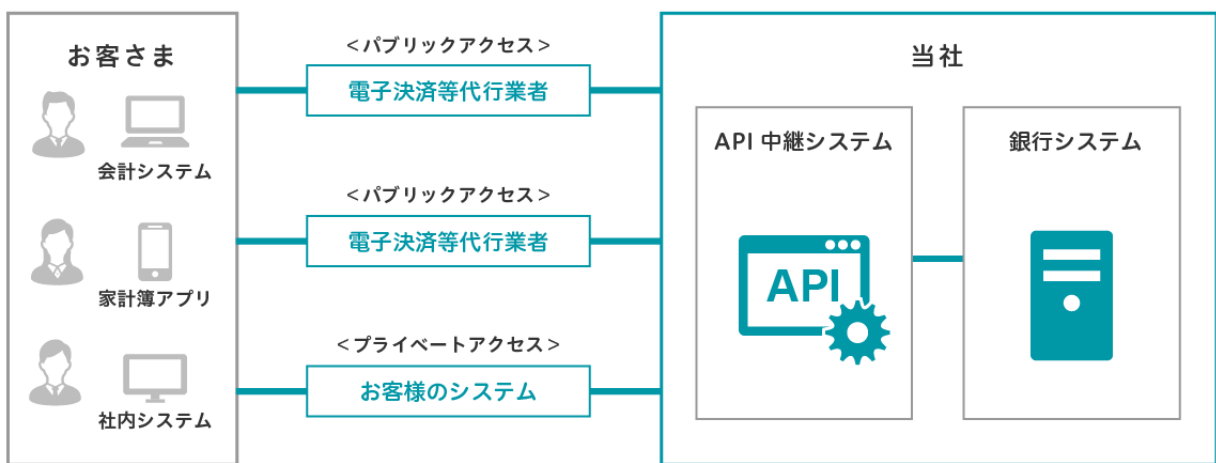 お客さま
会計システム
家計簿アプリ
社内システム
<パブリックアクセス>
電子決済等代行業者
<パブリックアクセス>
電子決済等代行業者
<プライベートアクセス>
お客様のシステム
当社
API 中継システム
API
銀行システム